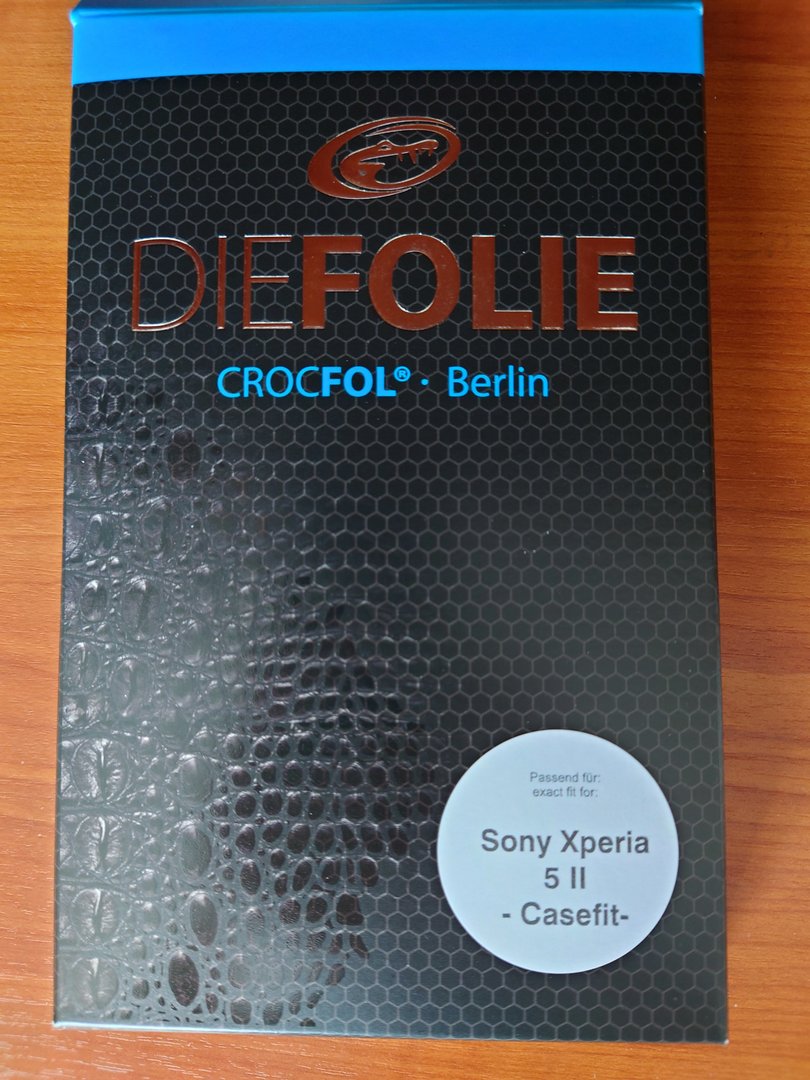 DIEFOLIE
CROCFOL® · Berlin
Passend für:
exact fit for:
Sony Xperia
5 II
- Casefit-